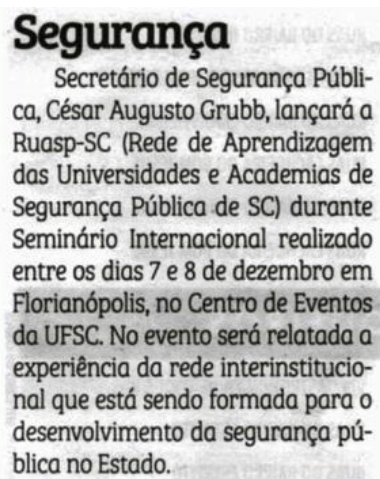 Segurança
Secretário de Segurança Públi-
ca, César Augusto Grubb, lançará a
Ruasp-SC (Rede de Aprendizagem
das Universidades e Academias de
Segurança Pública de SC) durante
Seminário Internacional realizado
entre os dias 7 e 8 de dezembro em
Florianópolis, no Centro de Eventos
da UFSC. No evento será relatada a
experiência da rede interinstitucio-
nal que está sendo formada para o
desenvolvimento da segurança pú-
blica no Estado.